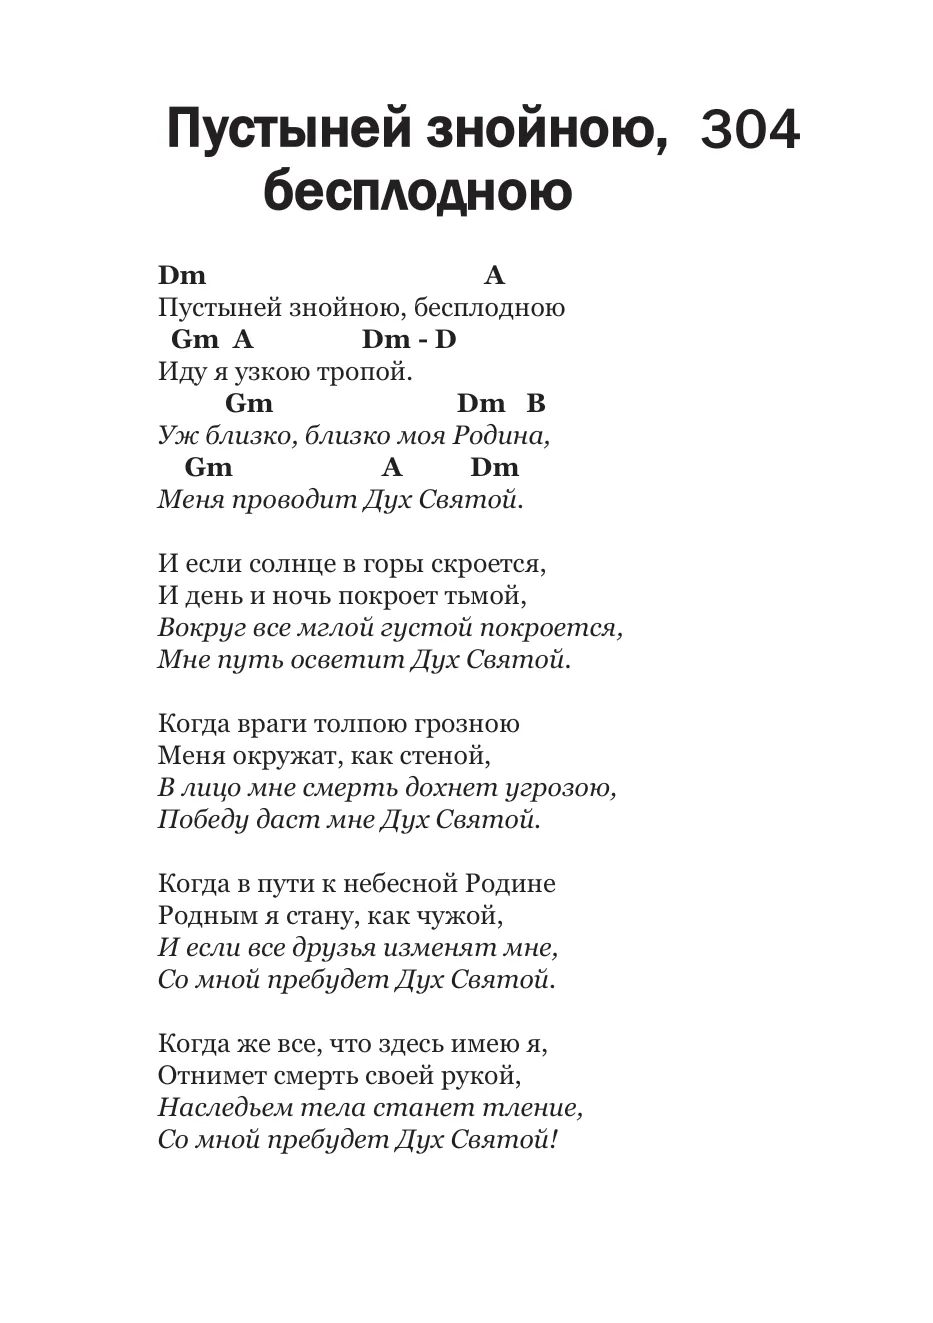 Пустыней знойною, 304
бесплодною
Dm A
Пустыней знойною, бесплодною
Gm A Dm - D
Иду я узкою тропой.
Gm Dm B
Уж близко, близко моя Родина,
Gm A Dm
Меня проводит Дух Святой.
И если солнце в горы скроется,
И день и ночь покроет тьмой,
Вокруг все мглой густой покроется,
Мне путь осветит Дух Святой.
Когда враги толпою грозною
Меня окружат, как стеной,
В лицо мне смерть дохнет угрозою,
Победу даст мне Дух Святой.
Когда в пути к небесной Родине
Родным я стану, как чужой,
И если все друзья изменят мне,
Со мной пребудет Дух Святой.
Когда же все, что здесь имею я,
Отнимет смерть своей рукой,
Наследьем тела станет тление,
Со мной пребудет Дух Святой!